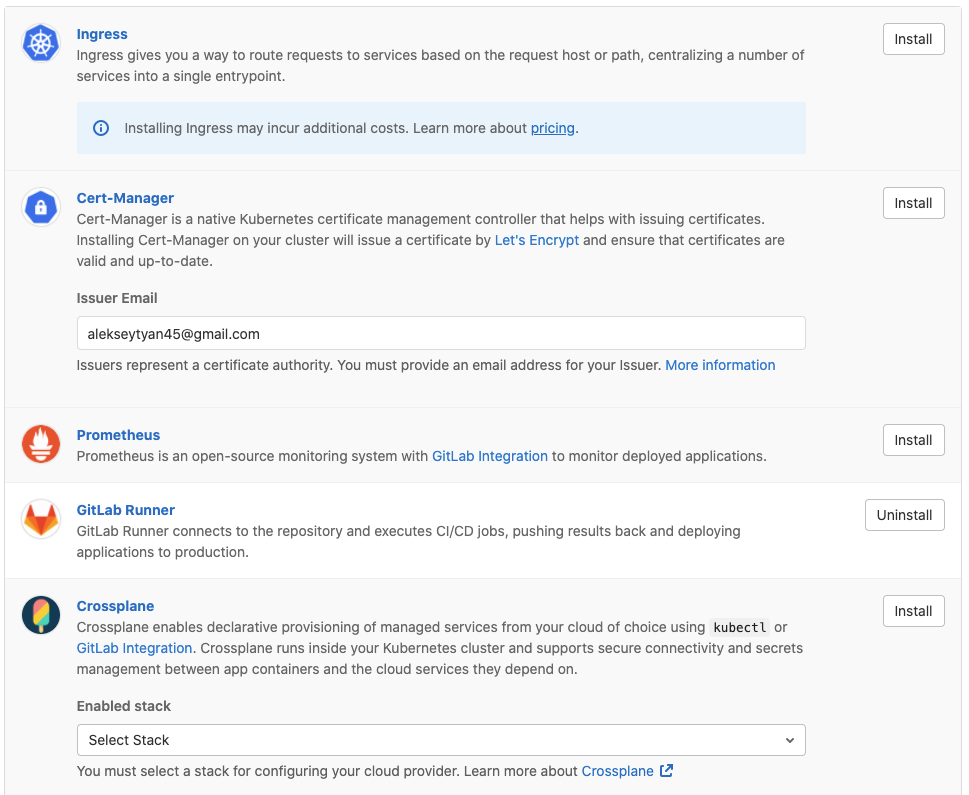 Ingress
Install
Ingress gives you a way to route requests to services based on the request host or path, centralizing a number of
services into a single entrypoint.
Installing Ingress may incur additional costs. Learn more about pricing.
Cert-Manager
Install
Cert-Manager is a native Kubernetes certificate management controller that helps with issuing certificates.
Installing Cert-Manager on your cluster will issue a certificate by Let's Encrypt and ensure that certificates are
valid and up-to-date.
Issuer Email
alekseytyan45@gmail.com
Issuers represent a certificate authority. You must provide an email address for your Issuer. More information
Prometheus
Install
Prometheus is an open-source monitoring system with GitLab Integration to monitor deployed applications.
GitLab Runner
Uninstall
GitLab Runner connects to the repository and executes CI/CD jobs, pushing results back and deploying
applications to production.
Crossplane
Install
Crossplane enables declarative provisioning of managed services from your cloud of choice using kubectl or
GitLab Integration. Crossplane runs inside your Kubernetes cluster and supports secure connectivity and secrets
management between app containers and the cloud services they depend on.
Enabled stack
Select Stack
You must select a stack for configuring your cloud provider. Learn more about Crossplane